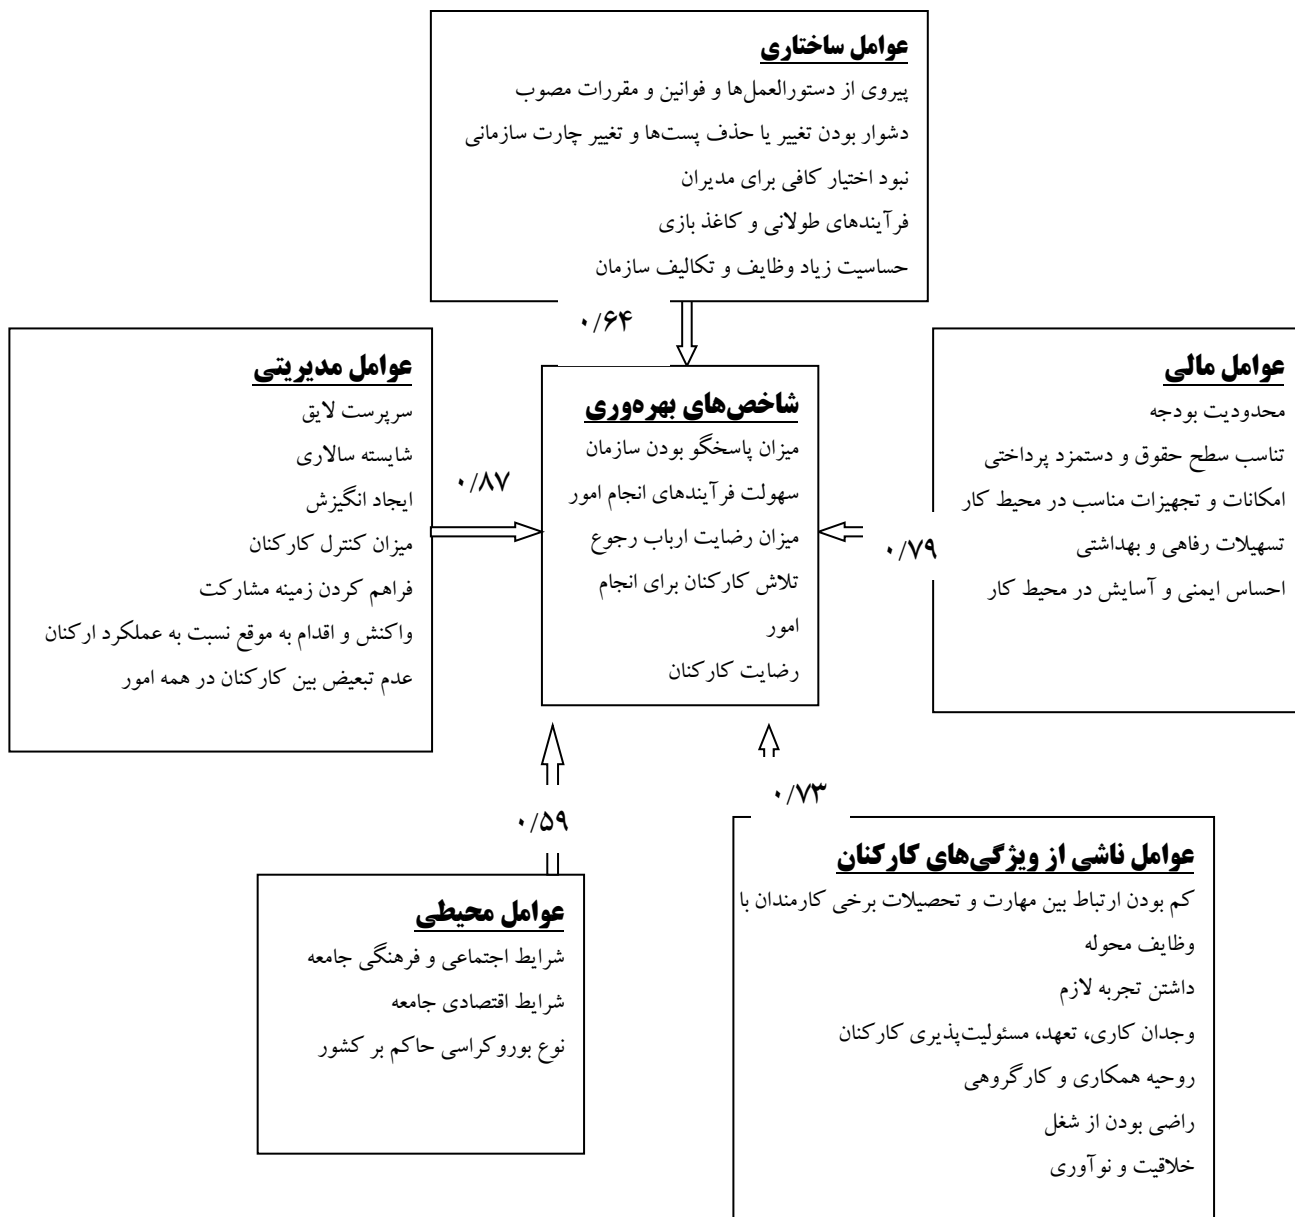 عوامل ساختاری
پیروی از دستورالعمل‌ها و فوانین و مقررات مصوب
دشوار بودن تغییر یا حذف پست‌ها و تغییر چارت سازمانی
نبود اختیار کافی برای مدیران
فرآیندهای طولانی و کاغذ بازی
حساسیت زیاد وظایف و تکالیف سازمان
۰/۶۴
عوامل مالی
محدودیت بودجه
تناسب سطح حقوق و دستمزد پرداختی
امکانات و تجهیزات مناسب در محیط کار
تسهیلات رفاهی و بهداشتی
احساس ایمنی و آسایش در محیط کار
۰/۷۹
شاخص‌های بهره‌وری
میزان پاسخگو بودن سازمان
سهولت فرآیندهای انجام امور
میزان رضایت ارباب رجوع
تلاش کارکنان برای انجام
امور
رضایت کارکنان
۰/۸۷
عوامل مدیریتی
سرپرست لایق
شایسته سالاری
ایجاد انگیزش
میزان کنترل کارکنان
فراهم کردن زمینه مشارکت
واکنش و اقدام به موقع نسبت به عملکرد ارکنان
عدم تبعیض بین کارکنان در همه امور
۰/۷۳
عوامل ناشی از ویژگی‌های کارکنان
کم بودن ارتباط بین مهارت و تحصیلات برخی کارمندان با
وظایف محوله
داشتن تجربه لازم
وجدان کاری، تعهد، مسئولیت‌پذیری کارکنان
روحیه همکاری و کارگروهی
راضی بودن از شغل
خلاقیت و نوآوری
۰/۵۹
عوامل محیطی
شرایط اجتماعی و فرهنگی جامعه
شرایط اقتصادی جامعه
نوع بوروکراسی حاکم بر کشور